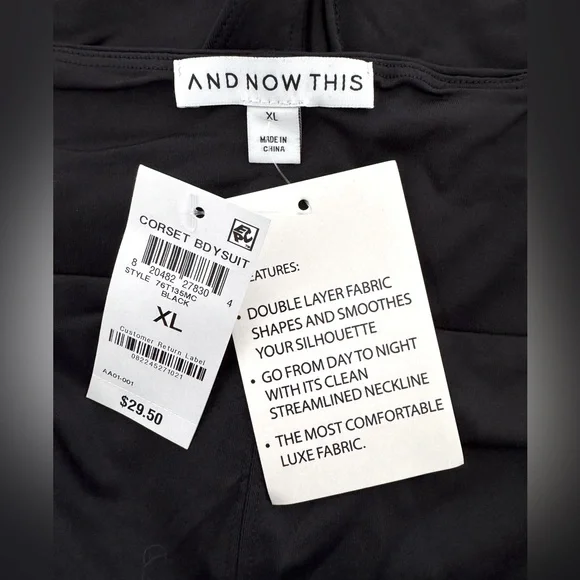 AND NOW THIS
XL
MADE IN
CHINA
CORSET BDYSUIT
8 20482 27830 4
STYLE 76T135MC
BLACK
XL
Customer Return Label
082245271021
AA01-001
$29.50
EATURES:
• DOUBLE LAYER FABRIC
SHAPES AND SMOOTHES
YOUR SILHOUETTE
• GO FROM DAY TO NIGHT
WITH ITS CLEAN
STREAMLINED NECKLINE
• THE MOST COMFORTABLE
LUXE FABRIC.